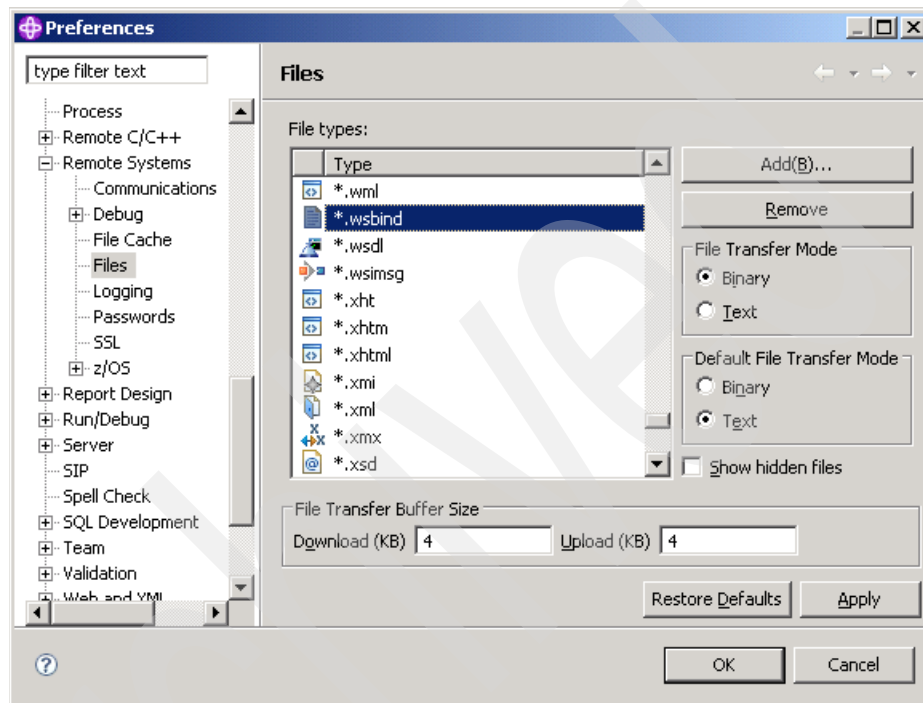 Preferences
type filter text
Process
Remote C/C++
Remote Systems
Communications
Debug
File Cache
Files
Logging
Passwords
SSL
z/OS
Report Design
Run/Debug
Server
SIP
Spell Check
SQL Development
Team
Validation
Web and XML
Files
File types:
Type
*.wml
*.wsbind
*.wsdl
*.wsimsg
*.xht
*.xhtm
*.xhtml
*.xmi
*.xml
*.xmx
*.xsd
Add(B)...
Remove
File Transfer Mode
Binary
Text
Default File Transfer Mode
Binary
Text
Show hidden files
File Transfer Buffer Size
Download (KB) 4 Upload (KB) 4
Restore Defaults Apply
OK Cancel